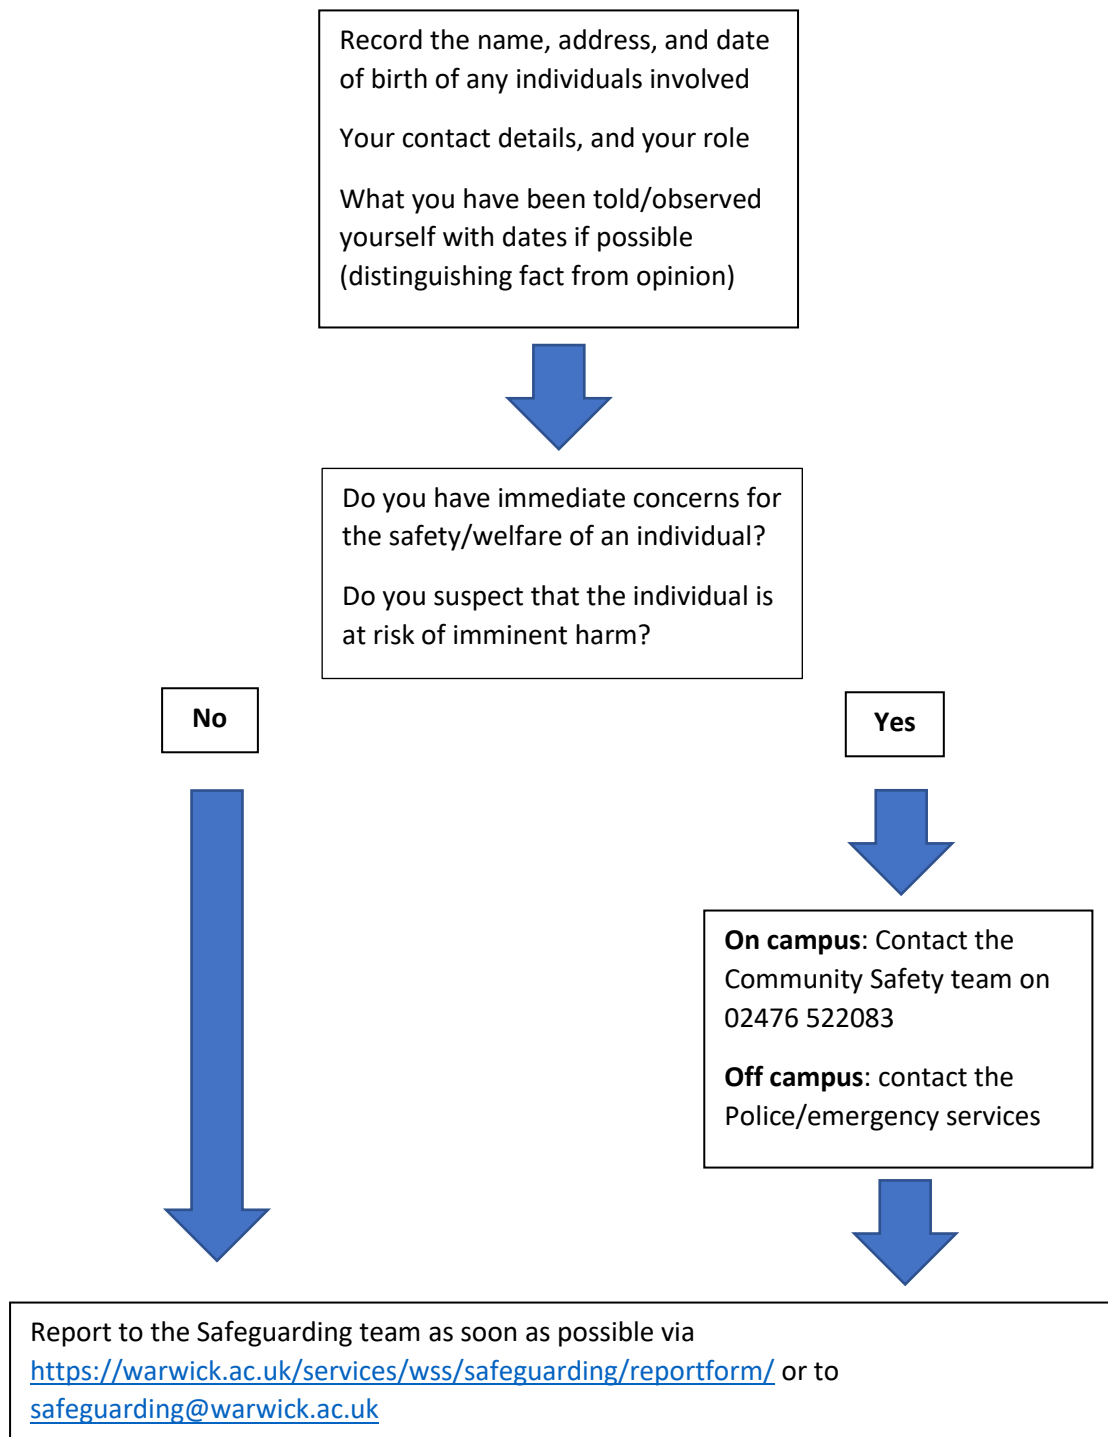 Record the name, address, and date
of birth of any individuals involved
Your contact details, and your role
What you have been told/observed
yourself with dates if possible
(distinguishing fact from opinion)
Do you have immediate concerns for
the safety/welfare of an individual?
Do you suspect that the individual is
at risk of imminent harm?
No
Yes
On campus: Contact the
Community Safety team on
02476 522083
Off campus: contact the
Police/emergency services
Report to the Safeguarding team as soon as possible via
https://warwick.ac.uk/services/wss/safeguarding/reportform/ or to
safeguarding@warwick.ac.uk